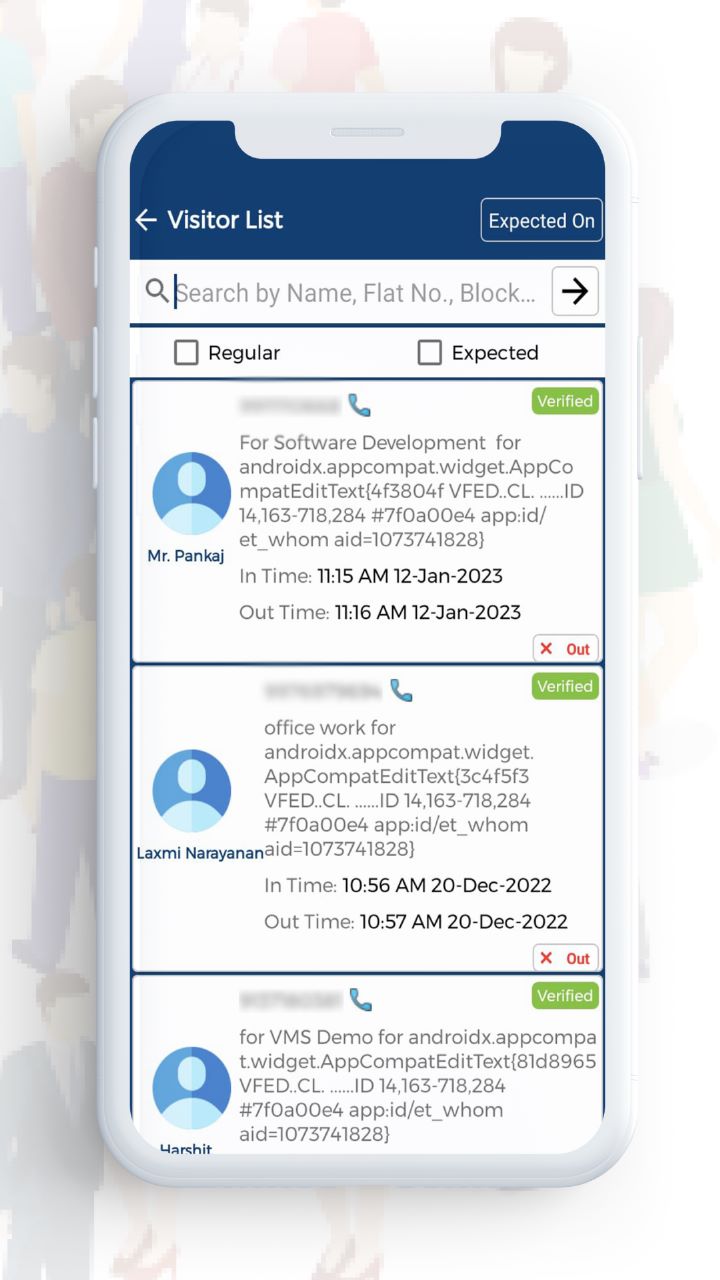 Visitor List
Expected On
Search by Name, Flat No., Block...
Regular
Expected
Verified
For Software Development for
androidx.appcompat.widget.AppCo
mpatEditText{4f3804f VFED..CL. ......ID
14,163-718,284 #7f0a00e4 app:id/
et_whom aid=1073741828}
Mr. Pankaj
In Time: 11:15 AM 12-Jan-2023
Out Time: 11:16 AM 12-Jan-2023
Out
Verified
office work for
androidx.appcompat.widget.
AppCompatEditText{3c4f5f3
VFED..CL. ......ID 14,163-718,284
#7f0a00e4 app:id/et_whom
aid=1073741828}
Laxmi Narayanan
In Time: 10:56 AM 20-Dec-2022
Out Time: 10:57 AM 20-Dec-2022
Out
Verified
for VMS Demo for androidx.appcompa
t.widget.AppCompatEditText{81d8965
VFED..CL. ......ID 14,163-718,284
#7f0a00e4 app:id/et_whom
aid=1073741828}
Harshit